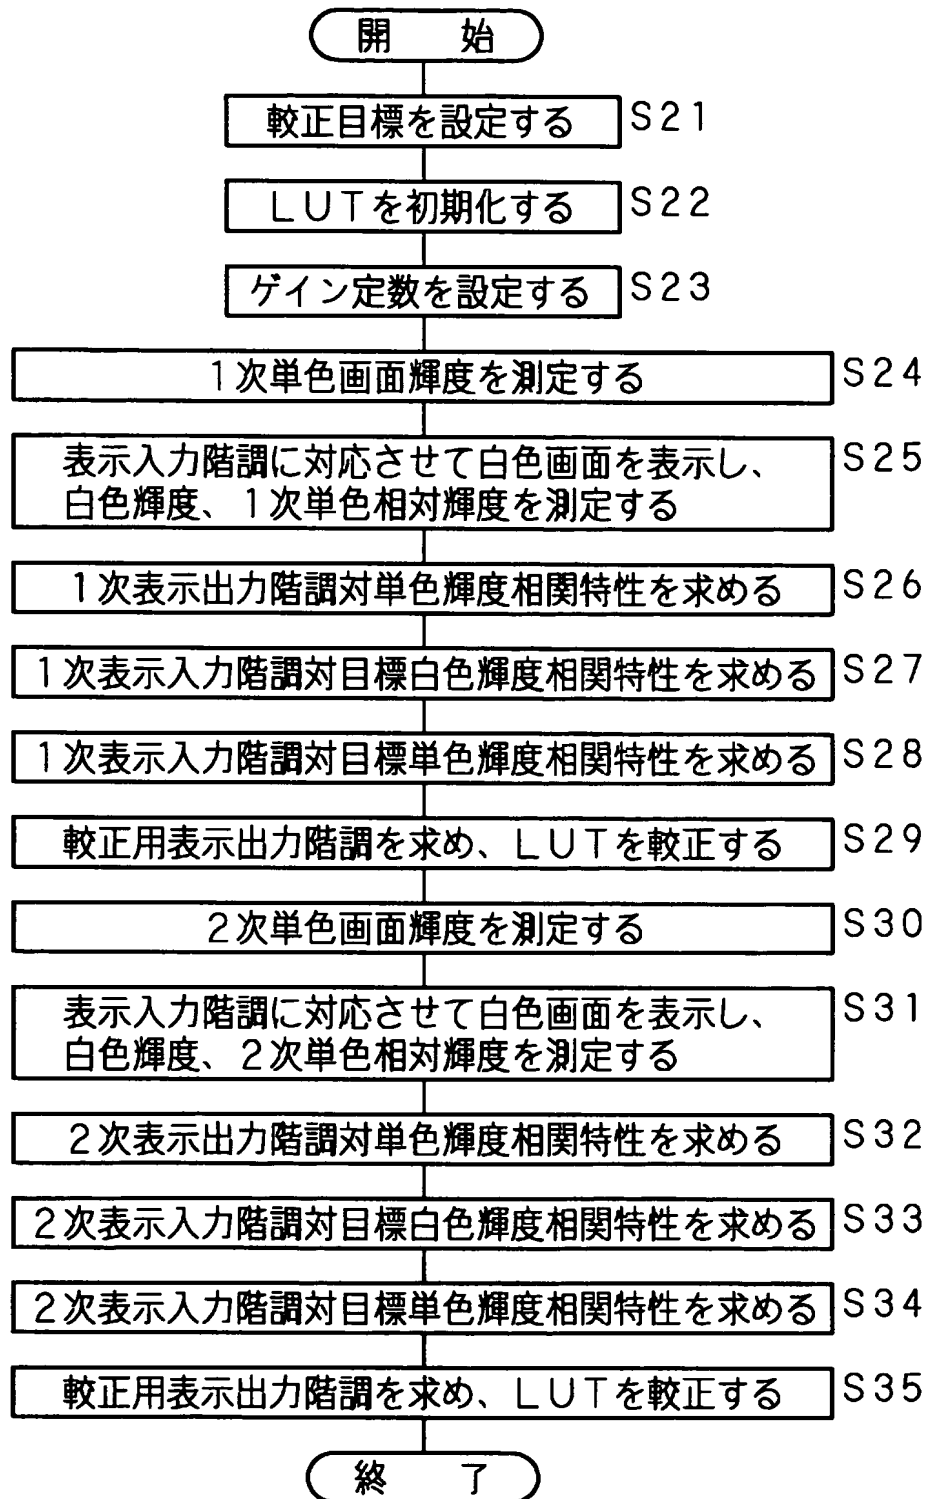 開　始
較正目標を設定する S21
LUTを初期化する S22
ゲイン定数を設定する S23
1次単色画面輝度を測定する S24
表示入力階調に対応させて白色画面を表示し、 S25
白色輝度、1次単色相対輝度を測定する
1次表示出力階調対単色輝度相関特性を求める S26
1次表示入力階調対目標白色輝度相関特性を求める S27
1次表示入力階調対目標単色輝度相関特性を求める S28
較正用表示出力階調を求め、LUTを較正する S29
2次単色画面輝度を測定する S30
表示入力階調に対応させて白色画面を表示し、 S31
白色輝度、2次単色相対輝度を測定する
2次表示出力階調対単色輝度相関特性を求める S32
2次表示入力階調対目標白色輝度相関特性を求める S33
2次表示入力階調対目標単色輝度相関特性を求める S34
較正用表示出力階調を求め、LUTを較正する S35
終　了